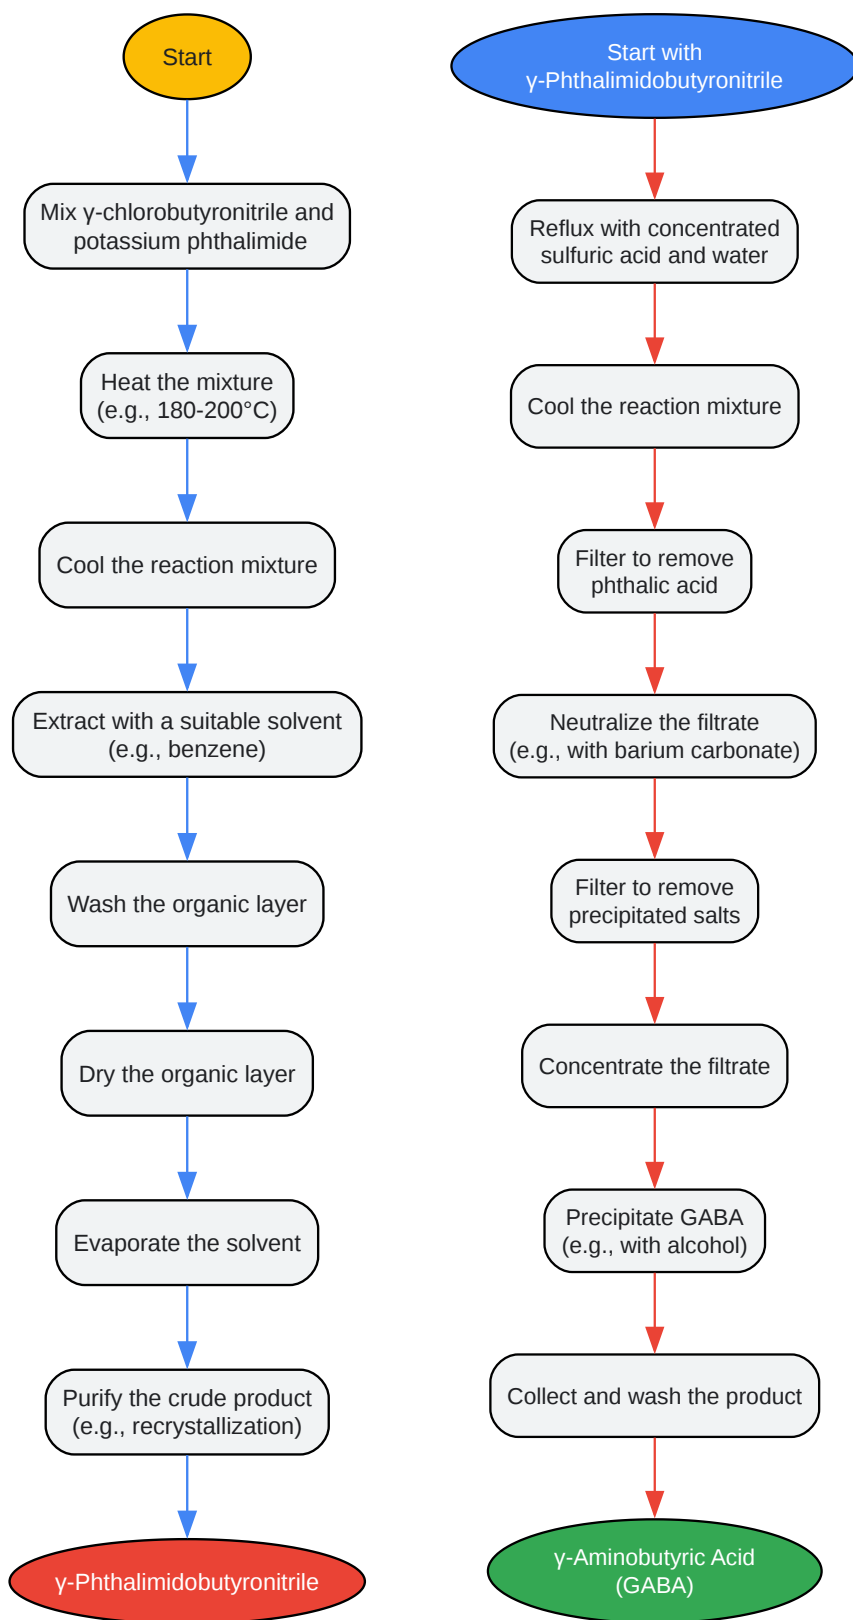 Start
Mix γ-chlorobutyronitrile and
potassium phthalimide
Heat the mixture
(e.g., 180-200°C)
Cool the reaction mixture
Extract with a suitable solvent
(e.g., benzene)
Wash the organic layer
Dry the organic layer
Evaporate the solvent
Purify the crude product
(e.g., recrystallization)
γ-Phthalimidobutyronitrile
Start with
γ-Phthalimidobutyronitrile
Reflux with concentrated
sulfuric acid and water
Cool the reaction mixture
Filter to remove
phthalic acid
Neutralize the filtrate
(e.g., with barium carbonate)
Filter to remove
precipitated salts
Concentrate the filtrate
Precipitate GABA
(e.g., with alcohol)
Collect and wash the product
γ-Aminobutyric Acid
(GABA)